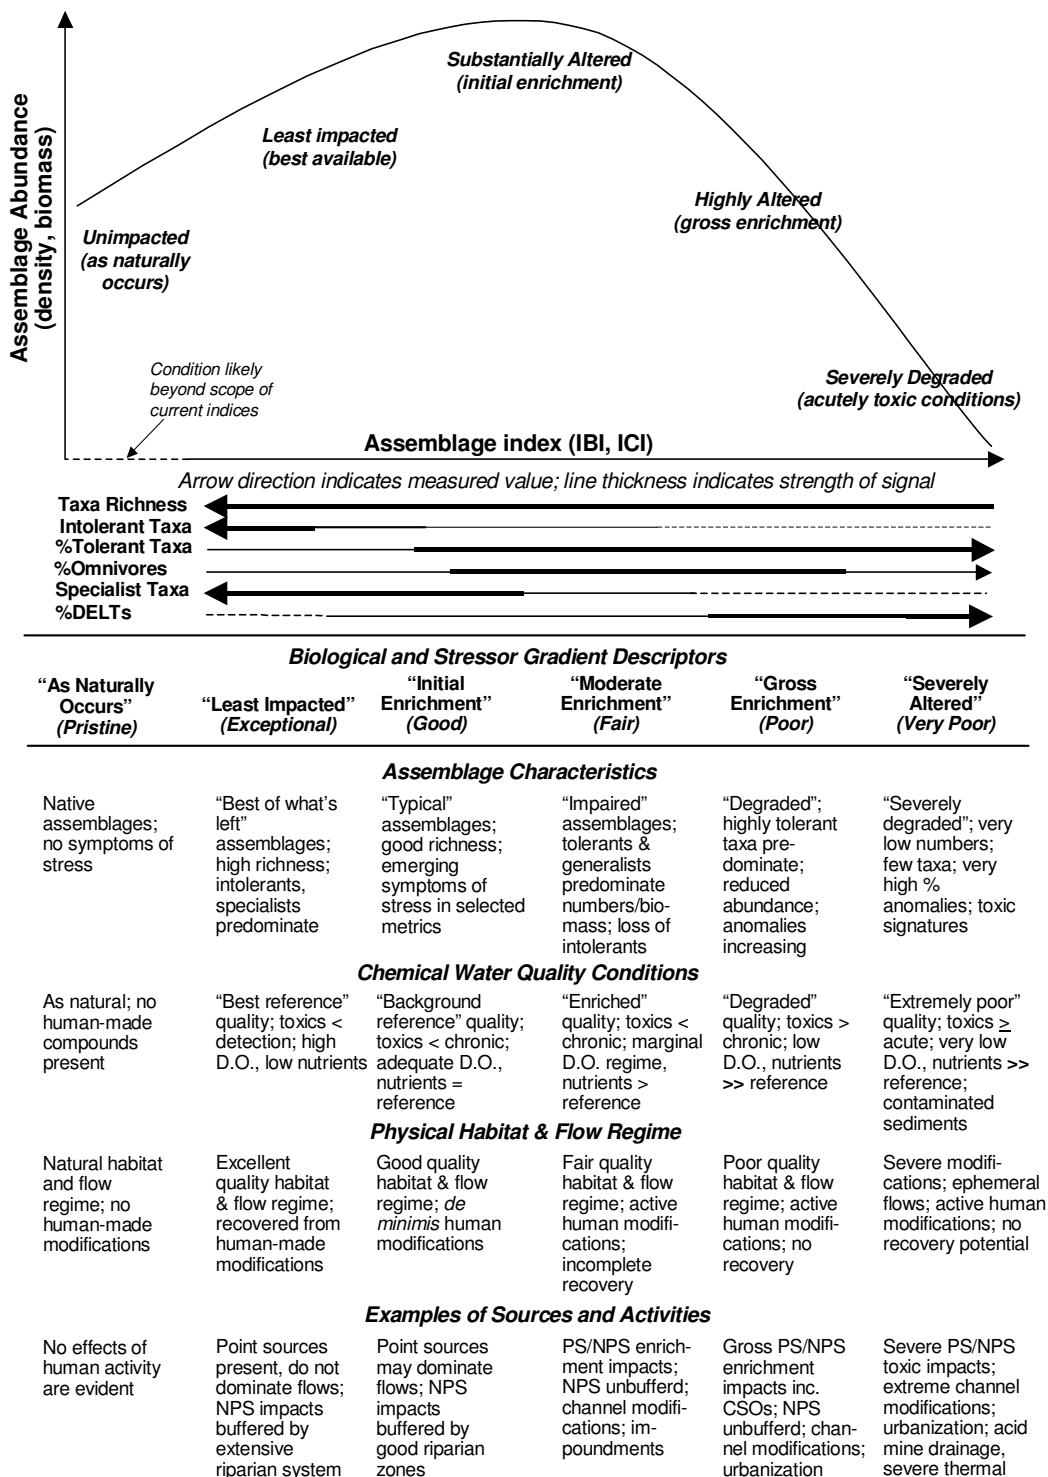 Assemblage Abundance
(density, biomass)
Substantially Altered
(initial enrichment)
Least impacted
(best available)
Highly Altered
(gross enrichment)
Unimpacted
(as naturally
occurs)
Condition likely
beyond scope of
current indices
Severely Degraded
(acutely toxic conditions)
Assemblage index (IBI, ICI)
Arrow direction indicates measured value; line thickness indicates strength of signal
Taxa Richness
Intolerant Taxa
%Tolerant Taxa
%Omnivores
Specialist Taxa
%DELTs
Biological and Stressor Gradient Descriptors
“As Naturally
Occurs”
(Pristine)
“Least Impacted”
(Exceptional)
“Initial
Enrichment”
(Good)
“Moderate
Enrichment”
(Fair)
“Gross
Enrichment”
(Poor)
“Severely
Altered”
(Very Poor)
Assemblage Characteristics
Native
assemblages;
no symptoms of
stress
“Best of what’s
left”
assemblages;
high richness;
intolerants,
specialists
predominate
“Typical”
assemblages;
good richness;
emerging
symptoms of
stress in selected
metrics
“Impaired”
assemblages;
tolerants &
generalists
predominate
numbers/bio-
mass; loss of
intolerants
“Degraded”;
highly tolerant
taxa pre-
dominate;
reduced
abundance;
anomalies
increasing
“Severely
degraded”; very
low numbers;
few taxa; very
high %
anomalies; toxic
signatures
Chemical Water Quality Conditions
As natural; no
human-made
compounds
present
“Best reference”
quality; toxics <
detection; high
D.O., low nutrients
“Background
reference” quality;
toxics < chronic;
adequate D.O.,
nutrients =
reference
“Enriched”
quality; toxics <
chronic; marginal
D.O. regime,
nutrients >
reference
“Degraded”
quality; toxics >
chronic; low
D.O., nutrients
>> reference
“Extremely poor”
quality; toxics ≥
acute; very low
D.O., nutrients >>
reference;
contaminated
sediments
Physical Habitat & Flow Regime
Natural habitat
and flow
regime; no
human-made
modifications
Excellent
quality habitat
& flow regime;
recovered from
human-made
modifications
Good quality
habitat & flow
regime; de
minimis human
modifications
Fair quality
habitat & flow
regime; active
human modifi-
cations;
incomplete
recovery
Poor quality
habitat & flow
regime; active
human modifi-
cations; no
recovery
Severe modifi-
cations; ephemeral
flows; active human
modifications; no
recovery potential
Examples of Sources and Activities
No effects of
human activity
are evident
Point sources
present, do not
dominate flows;
NPS impacts
buffered by
extensive
riparian system
Point sources
may dominate
flows; NPS
impacts
buffered by
good riparian
zones
PS/NPS enrich-
ment impacts;
NPS unbufferd;
channel modifi-
cations; im-
poundments
Gross PS/NPS
enrichment
impacts inc.
CSOs; NPS
unbufferd; chan-
nel modifications;
urbanization
Severe PS/NPS
toxic impacts;
extreme channel
modifications;
urbanization; acid
mine drainage,
severe thermal